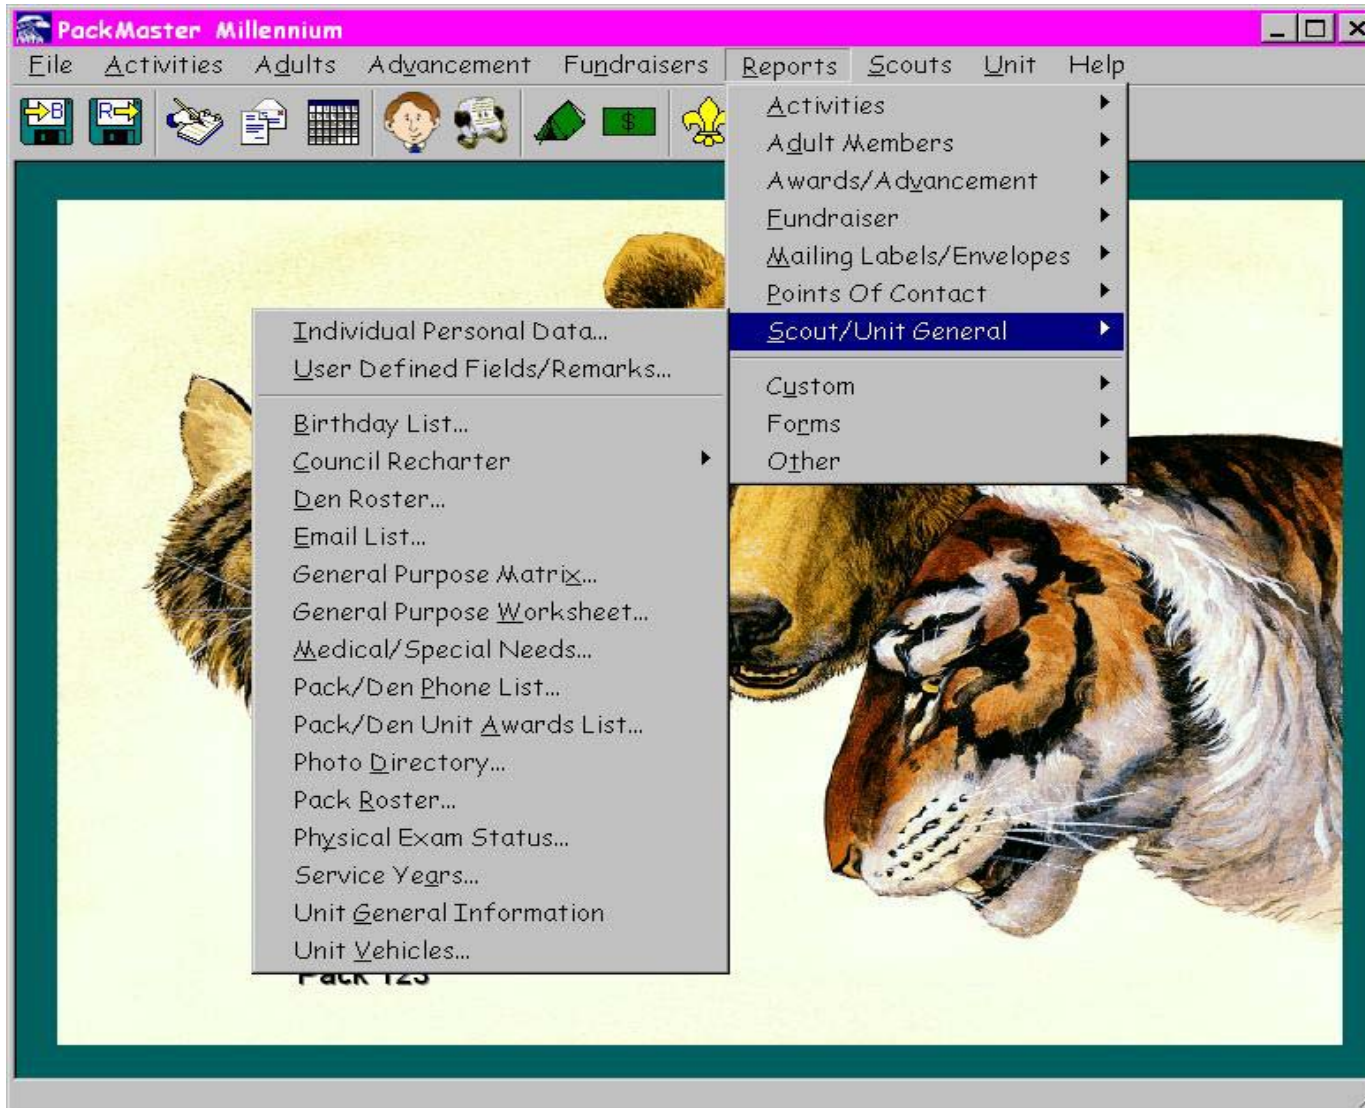 PackMaster Millennium
File Activities Adults Advancement Fundraisers Reports Scouts Unit Help
B R $
Activities
Adult Members
Awards/Advancement
Fundraiser
Mailing Labels/Envelopes
Points Of Contact
Scout/Unit General
Custom
Forms
Other
Individual Personal Data...
User Defined Fields/Remarks...
Birthday List...
Council Recharter
Den Roster...
Email List...
General Purpose Matrix...
General Purpose Worksheet...
Medical/Special Needs...
Pack/Den Phone List...
Pack/Den Unit Awards List...
Photo Directory...
Pack Roster...
Physical Exam Status...
Service Years...
Unit General Information
Unit Vehicles...
Pack 123